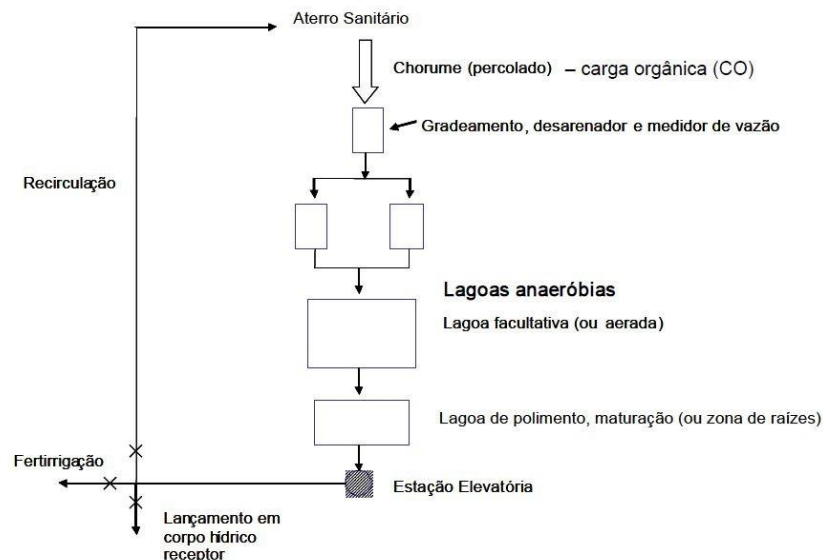 Aterro Sanitário
Chorume (percolado) – carga orgânica (CO)
Gradeamento, desarenador e medidor de vazão
Recirculação
Lagoas anaeróbias
Lagoa facultativa (ou aerada)
Lagoa de polimento, maturação (ou zona de raízes)
Fertirrigação
Estação Elevatória
Lançamento em
corpo hídrico
receptor